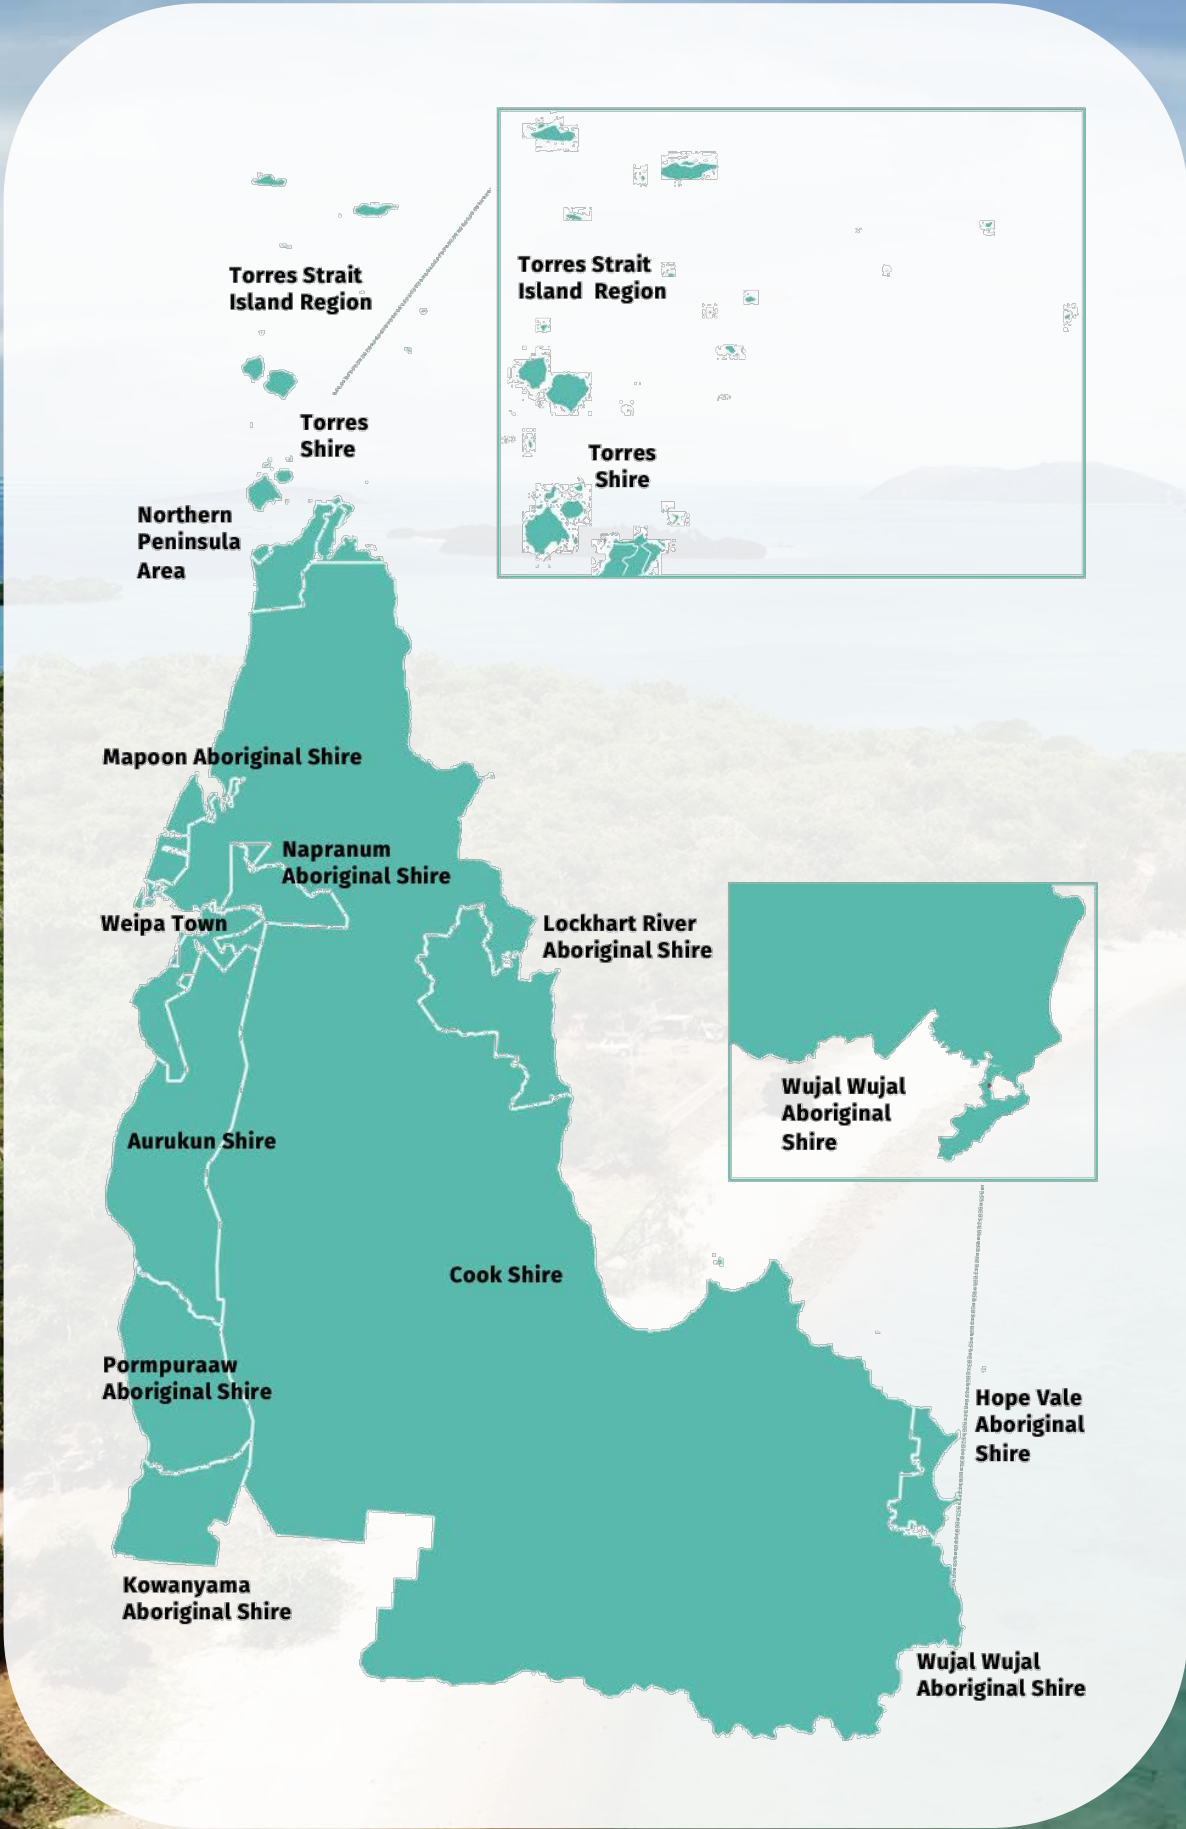 Torres Strait
Island Region
Torres Strait
Island Region
Torres
Shire
Torres
Shire
Northern
Peninsula
Area
Mapoon Aboriginal Shire
Napranum
Aboriginal Shire
Weipa Town
Lockhart River
Aboriginal Shire
Wujal Wujal
Aboriginal
Shire
Aurukun Shire
Cook Shire
Pormpuraaw
Aboriginal Shire
Hope Vale
Aboriginal
Shire
Kowanyama
Aboriginal Shire
Wujal Wujal
Aboriginal Shire